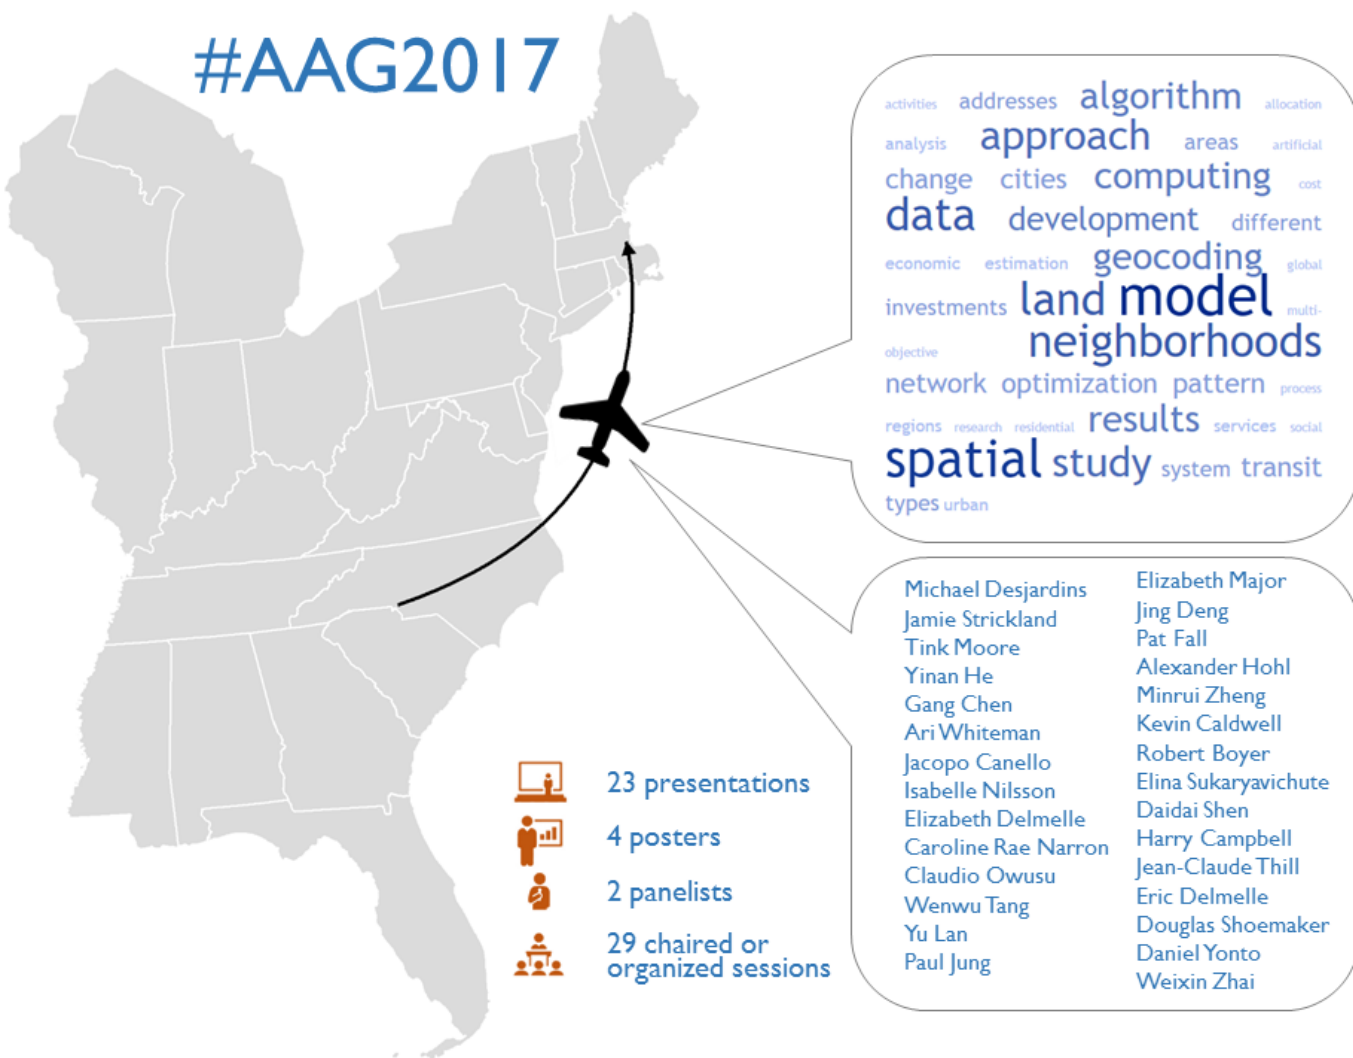 #AAG2017
activities addresses algorithm allocation
analysis approach areas artificial
change cities computing cost
data development different
economic estimation geocoding global
investments land model multi-
objective neighborhoods
network optimization pattern process
regions research residential results services social
spatial study system transit
types urban
Michael Desjardins
Jamie Strickland
Tink Moore
Yinan He
Gang Chen
Ari Whiteman
Jacopo Canello
Isabelle Nilsson
Elizabeth Delmelle
Caroline Rae Narron
Claudio Owusu
Wenwu Tang
Yu Lan
Paul Jung
Elizabeth Major
Jing Deng
Pat Fall
Alexander Hohl
Minrui Zheng
Kevin Caldwell
Robert Boyer
Elina Sukaryavichute
Daidai Shen
Harry Campbell
Jean-Claude Thill
Eric Delmelle
Douglas Shoemaker
Daniel Yonto
Weixin Zhai
23 presentations
4 posters
2 panelists
29 chaired or
organized sessions